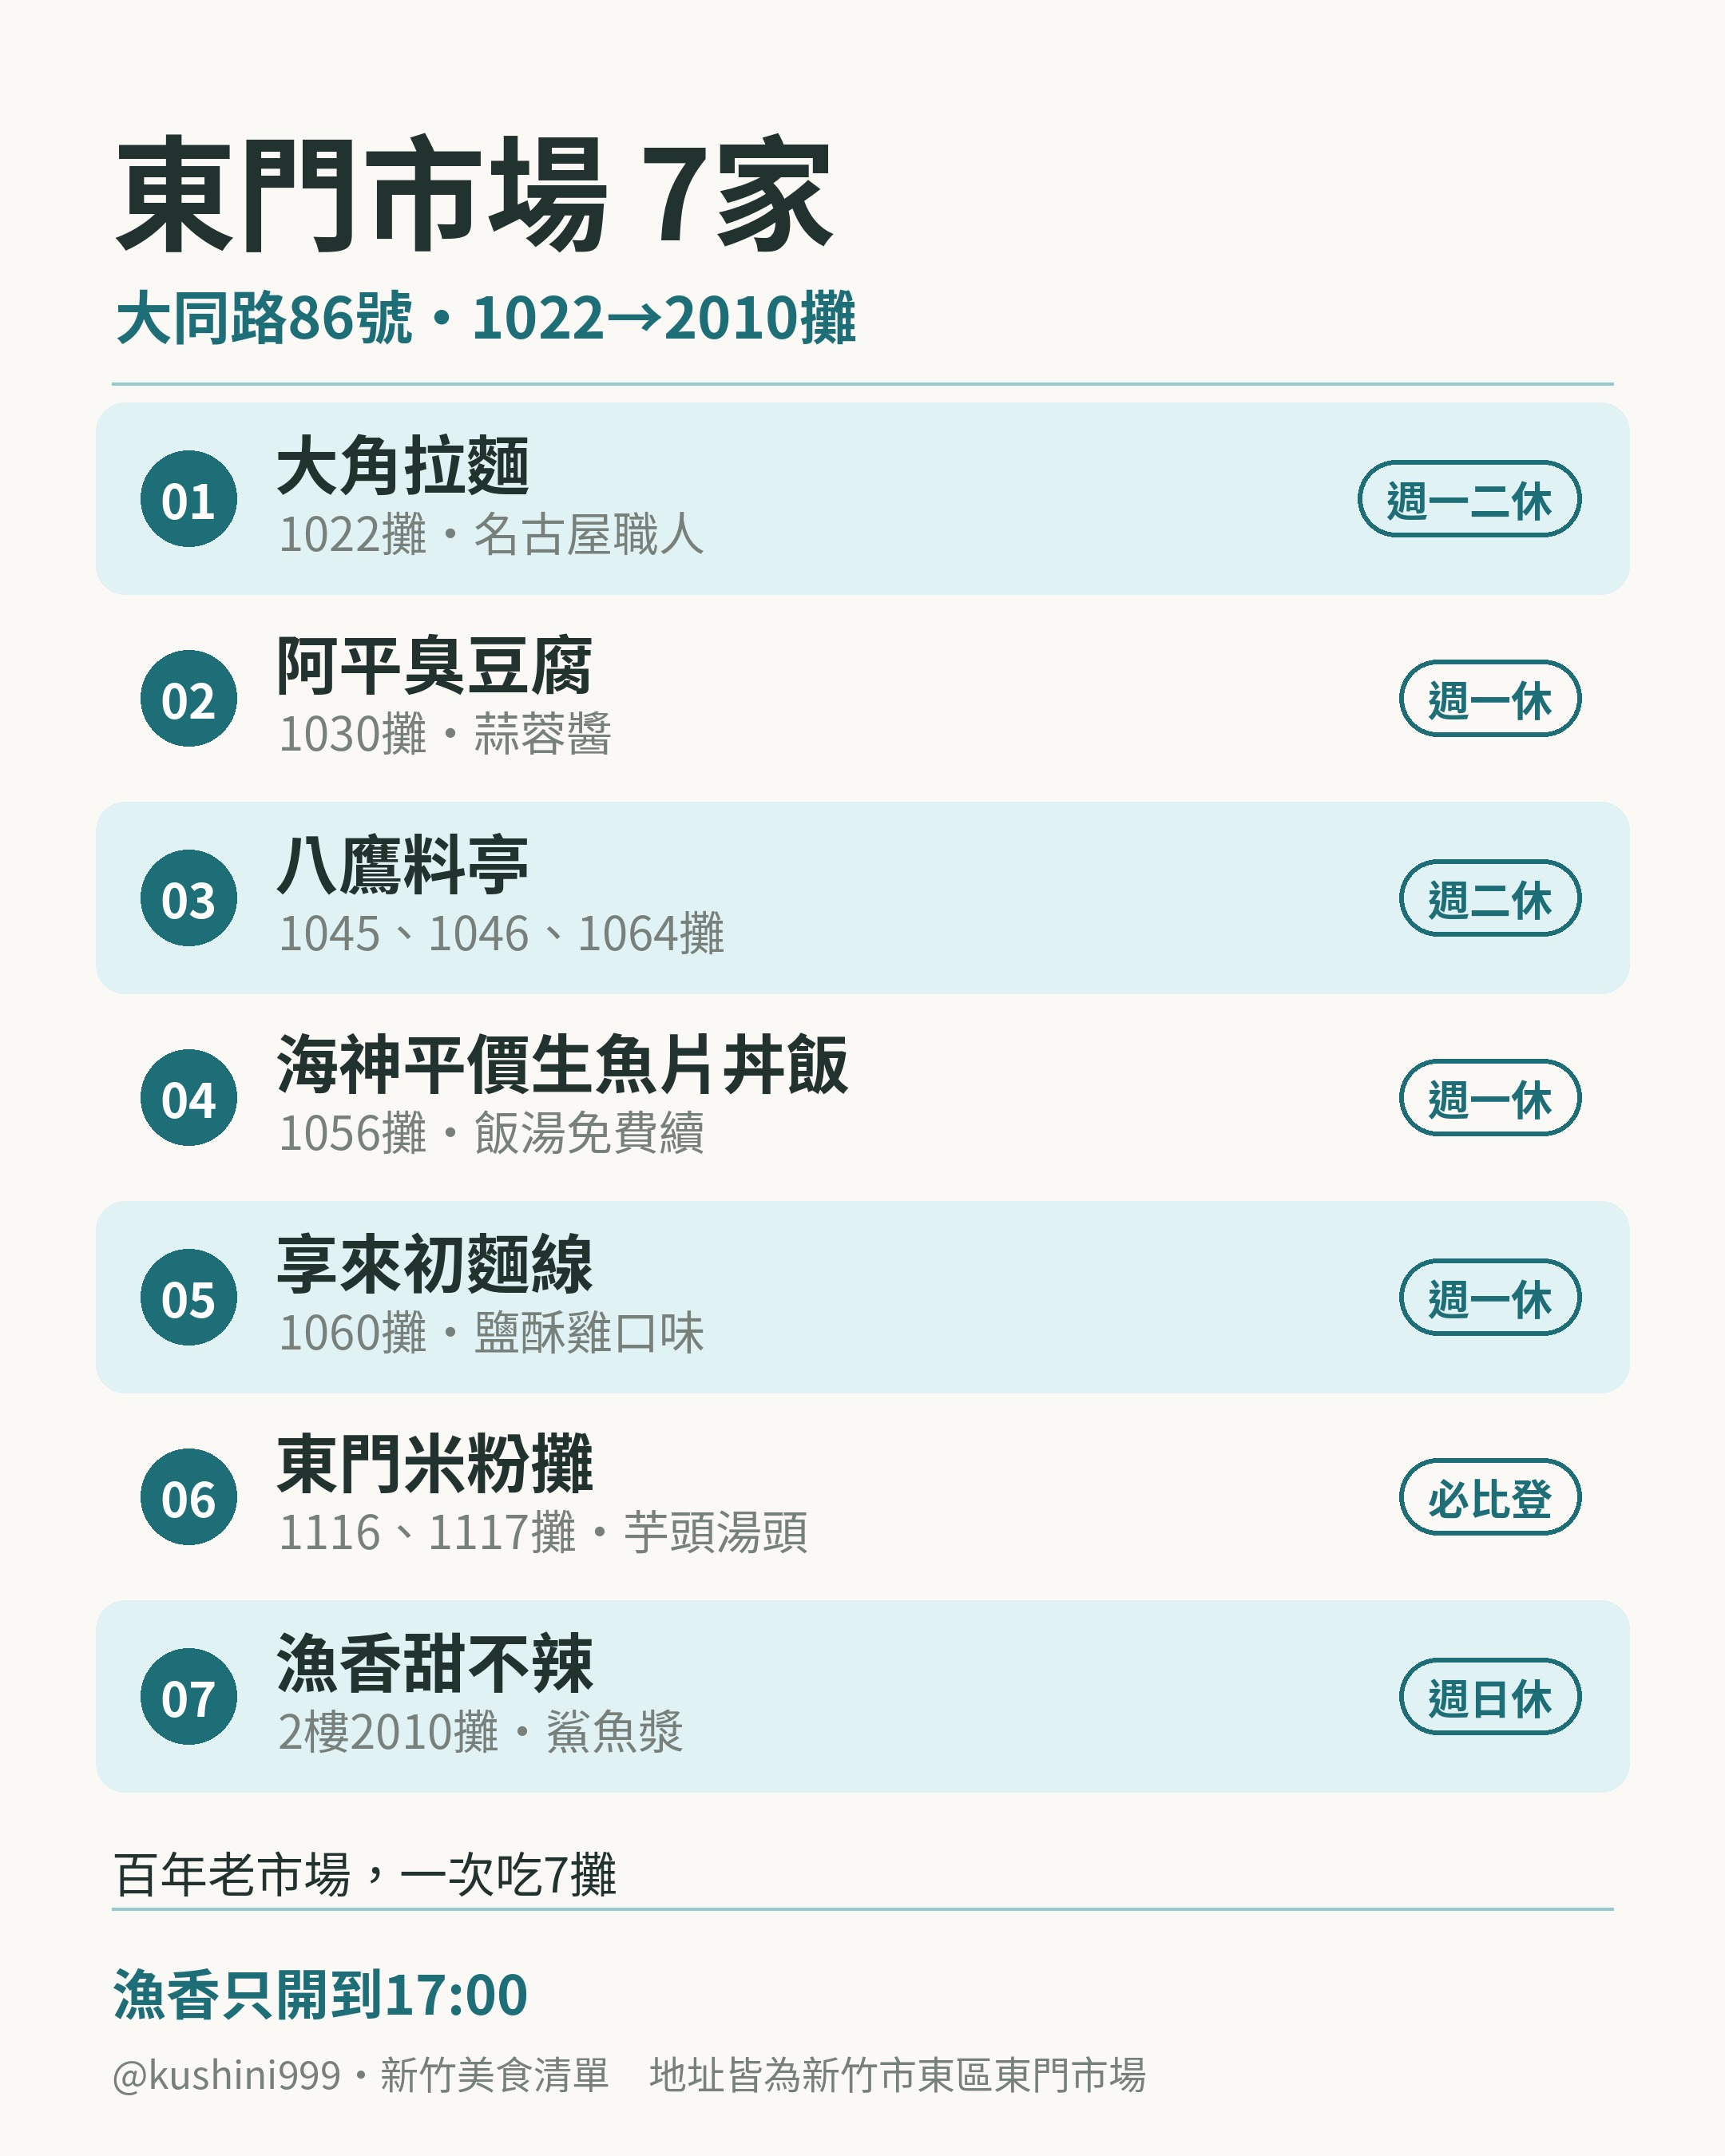 東門市場 7家
大同路86號・1022→2010攤
01
大角拉麵
1022攤・名古屋職人
週一二休
02
阿平臭豆腐
1030攤・蒜蓉醬
週一休
03
八鷹料亭
1045、1046、1064攤
週二休
04
海神平價生魚片丼飯
1056攤・飯湯免費續
週一休
05
享來初麵線
1060攤・鹽酥雞口味
週一休
06
東門米粉攤
1116、1117攤・芋頭湯頭
必比登
07
漁香甜不辣
2樓2010攤・鯊魚漿
週日休
百年老市場，一次吃7攤
漁香只開到17:00
@kushini999・新竹美食清單　地址皆為新竹市東區東門市場